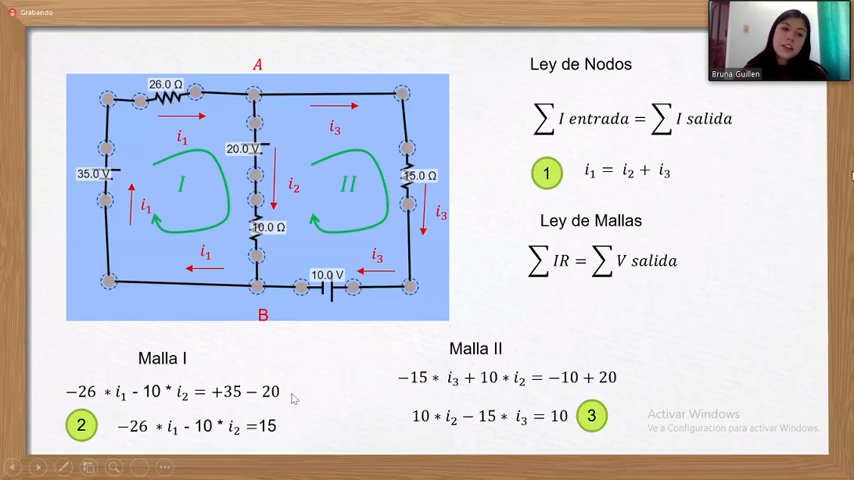 Grabando
Bruna Guillen
A
26.0 Ω
i₁
i₃
35.0 V
20.0 V
15.0 Ω
I
II
i₁
i₂
i₃
10.0 Ω
i₁
i₃
10.0 V
B
Ley de Nodos
∑ I entrada = ∑ I salida
1 i₁ = i₂ + i₃
Ley de Mallas
∑ IR = ∑ V salida
Malla I
−26 * i₁ - 10 * i₂ = +35 − 20
2 −26 * i₁ - 10 * i₂ =15
Malla II
−15 * i₃ + 10 * i₂ = −10 + 20
10 * i₂ − 15 * i₃ = 10 3
Activar Windows
Ve a Configuración para activar Windows.